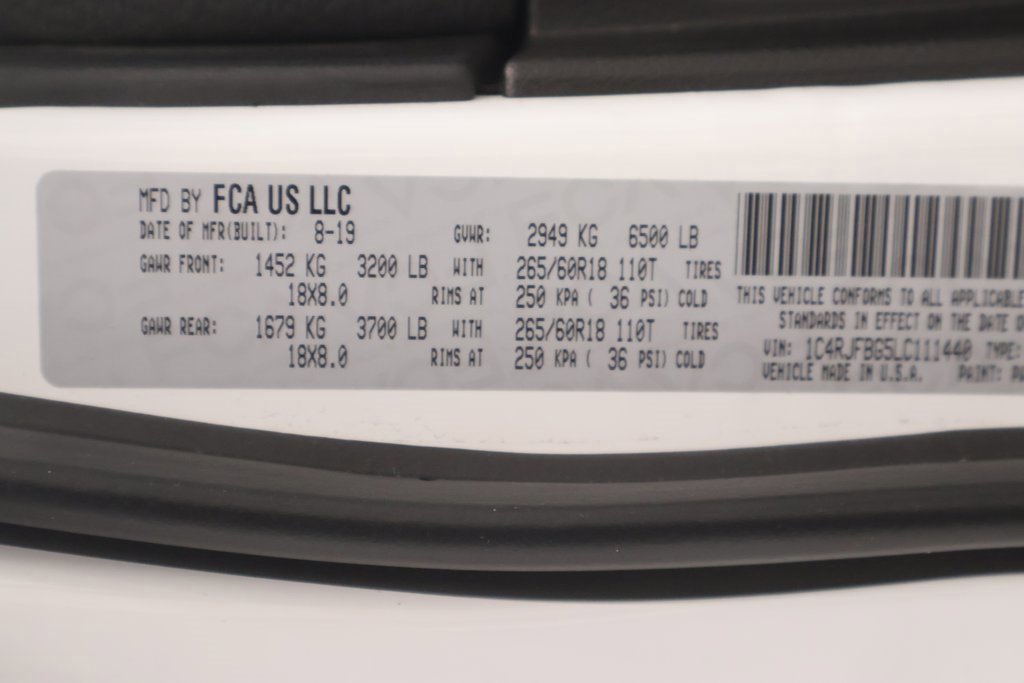 MFD BY FCA US LLC
DATE OF MFR(BUILT): 8-19 GVWR: 2949 KG 6500 LB
GAWR FRONT: 1452 KG 3200 LB WITH 265/60R18 110T TIRES
18X8.0 RIMS AT 250 KPA ( 36 PSI) COLD
GAWR REAR: 1679 KG 3700 LB WITH 265/60R18 110T TIRES
18X8.0 RIMS AT 250 KPA ( 36 PSI) COLD
THIS VEHICLE CONFORMS TO ALL APPLICABLE
STANDARDS IN EFFECT ON THE DATE O
VIN: 1C4RJFBG5LC111440 TYPE:
VEHICLE MADE IN U.S.A. PAINT: